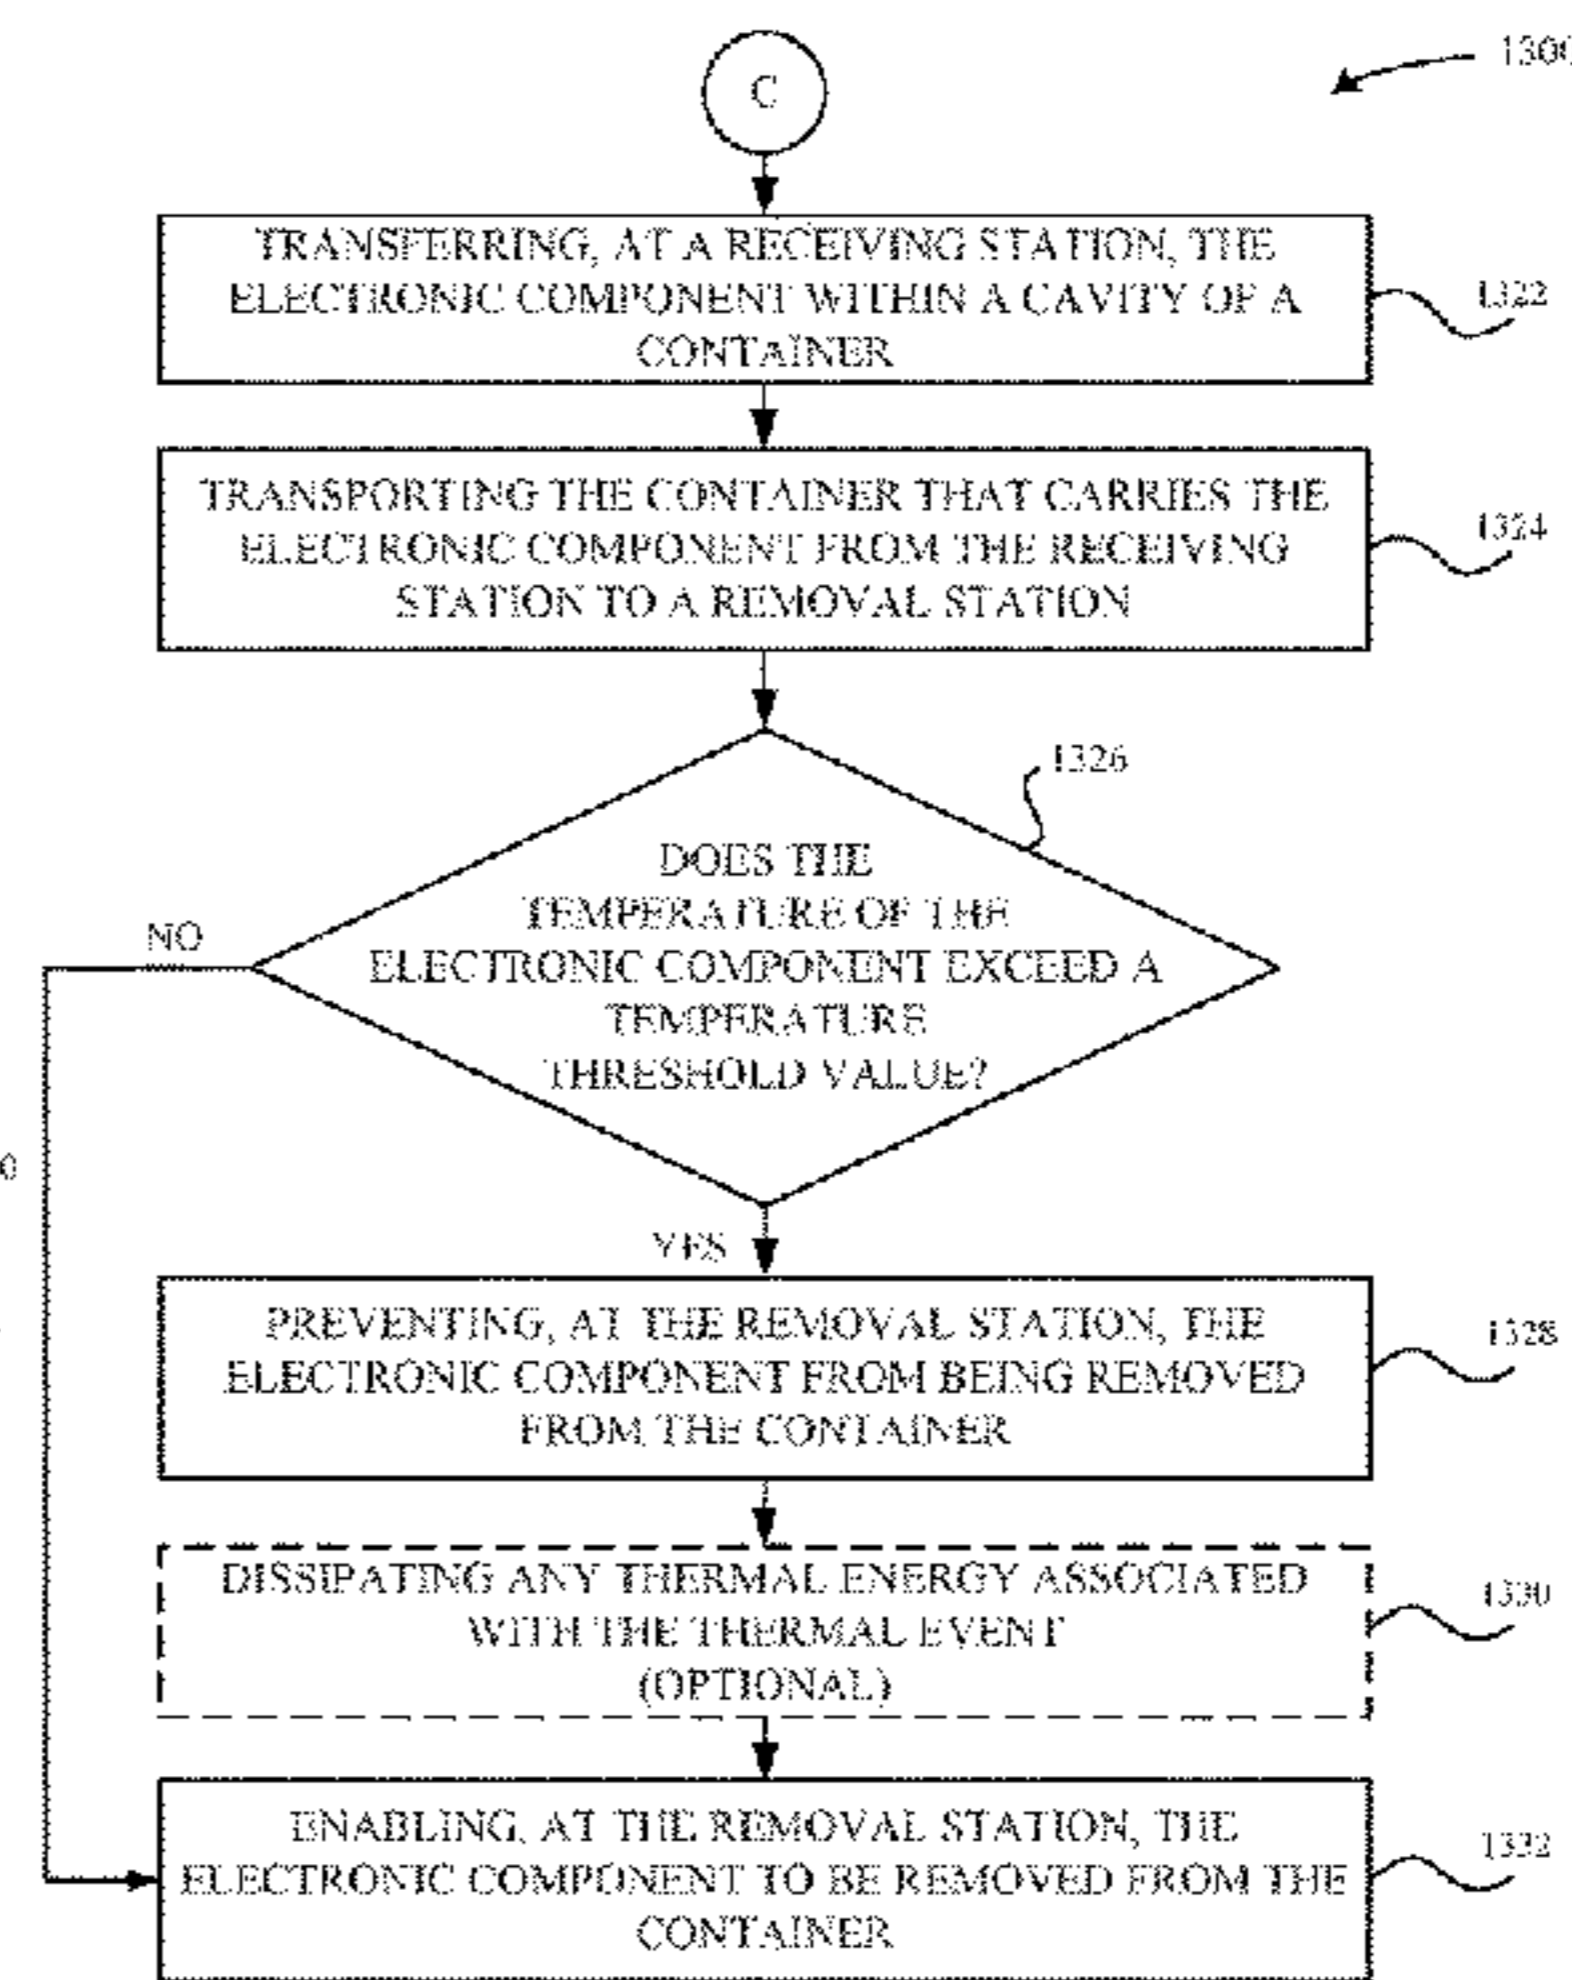 C
1300
TRANSFERRING, AT A RECEIVING STATION, THE
ELECTRONIC COMPONENT WITHIN A CAVITY OF A
CONTAINER
1322
TRANSPORTING THE CONTAINER THAT CARRIES THE
ELECTRONIC COMPONENT FROM THE RECEIVING
STATION TO A REMOVAL STATION
1324
1326
DOES THE
TEMPERATURE OF THE
ELECTRONIC COMPONENT EXCEED A
TEMPERATURE
THRESHOLD VALUE?
NO
0
YES
PREVENTING, AT THE REMOVAL STATION, THE
ELECTRONIC COMPONENT FROM BEING REMOVED
FROM THE CONTAINER
1328
DISSIPATING ANY THERMAL ENERGY ASSOCIATED
WITH THE THERMAL EVENT
(OPTIONAL)
1330
ENABLING, AT THE REMOVAL STATION, THE
ELECTRONIC COMPONENT TO BE REMOVED FROM THE
CONTAINER
1332